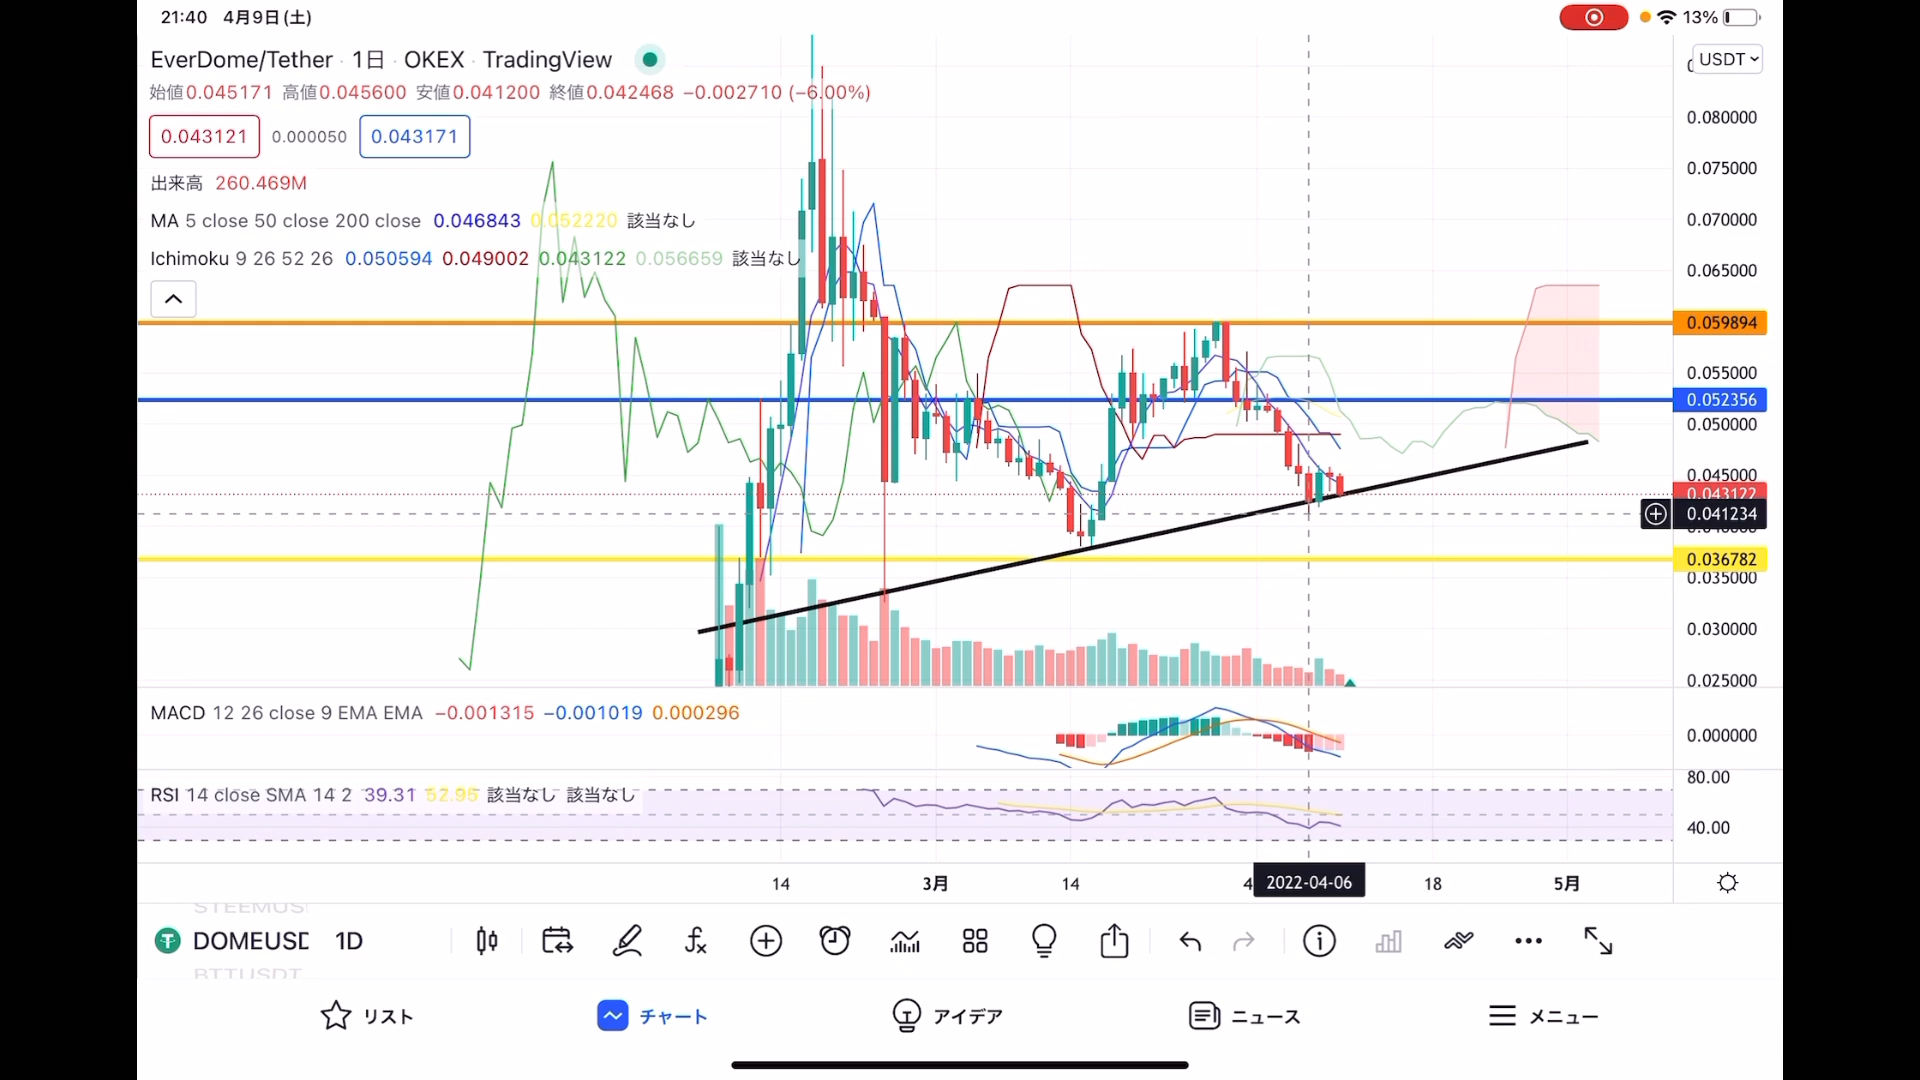 21:40 4月9日(土)
13%
EverDome/Tether · 1日 · OKEX · TradingView
USDT
始値0.045171 高値0.045600 安値0.041200 終値0.042468 −0.002710 (−6.00%)
0.043121 0.000050 0.043171
出来高 260.469M
MA 5 close 50 close 200 close 0.046843 0.052220 該当なし
Ichimoku 9 26 52 26 0.050594 0.049002 0.043122 0.056659 該当なし
0.080000
0.075000
0.070000
0.065000
0.059894
0.055000
0.052356
0.050000
0.045000
0.043122
0.041234
0.036782
0.035000
0.030000
0.025000
MACD 12 26 close 9 EMA EMA −0.001315 −0.001019 0.000296
0.000000
80.00
RSI 14 close SMA 14 2 39.31 52.95 該当なし 該当なし
40.00
14 3月 14 4 2022-04-06 18 5月
STEEMUS
DOMEUSD 1D
BTTUSDT
リスト チャート アイデア ニュース メニュー